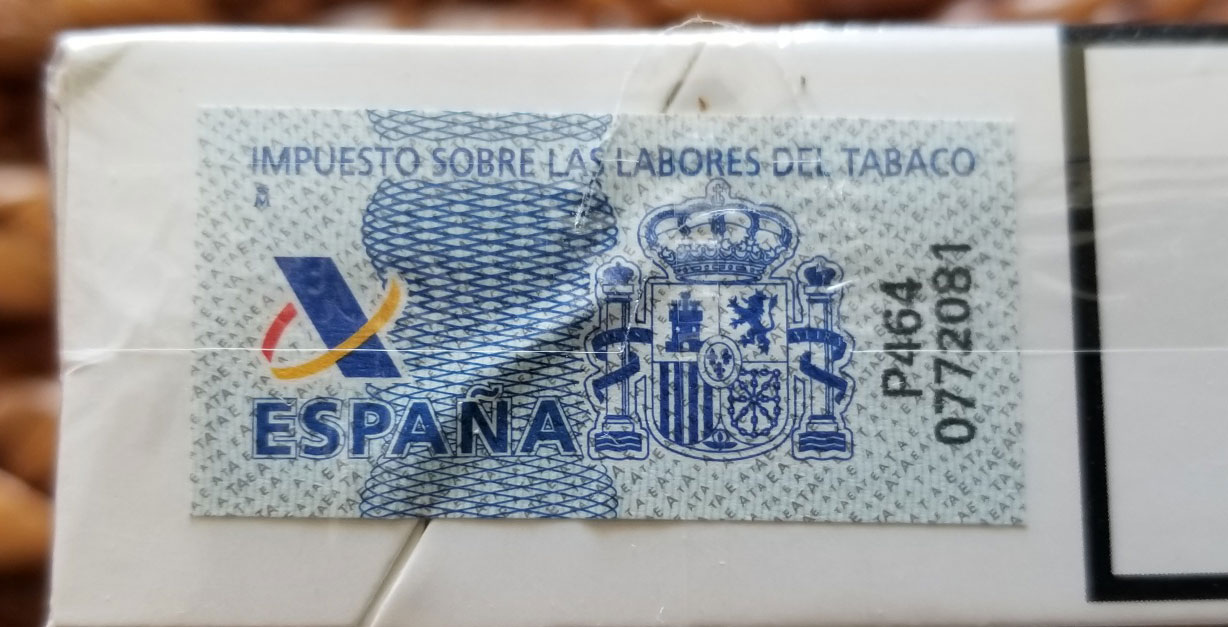 IMPUESTO SOBRE LAS LABORES DEL TABACO
ESPAÑA
P464
0772081